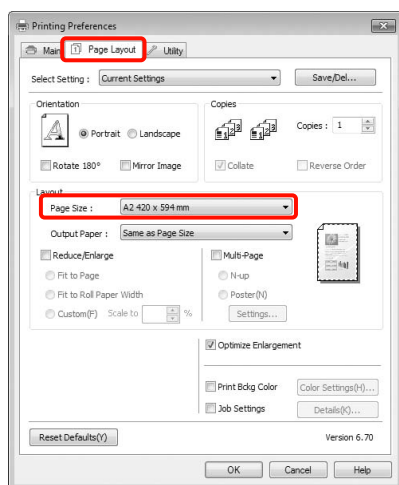 Printing Preferences
Main Page Layout Utility
Select Setting : Current Settings Save/Del...
Orientation Copies
Portrait Landscape Copies : 1
Rotate 180° Mirror Image Collate Reverse Order
Layout
Page Size : A2 420 x 594 mm
Output Paper : Same as Page Size
Reduce/Enlarge Multi-Page
Fit to Page N-up
Fit to Roll Paper Width Poster(N)
Custom(F) Scale to % Settings...
Optimize Enlargement
Print Bckg Color Color Settings(H)...
Job Settings Details(K)...
Reset Defaults(Y) Version 6.70
OK Cancel Help